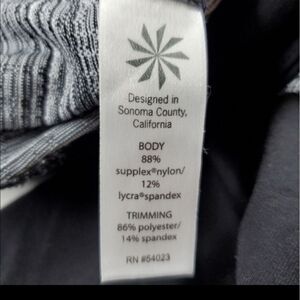 Designed in
Sonoma County,
California
BODY
88%
supplex®nylon/
12%
lycra®spandex
TRIMMING
86% polyester/
14% spandex
RN #54023